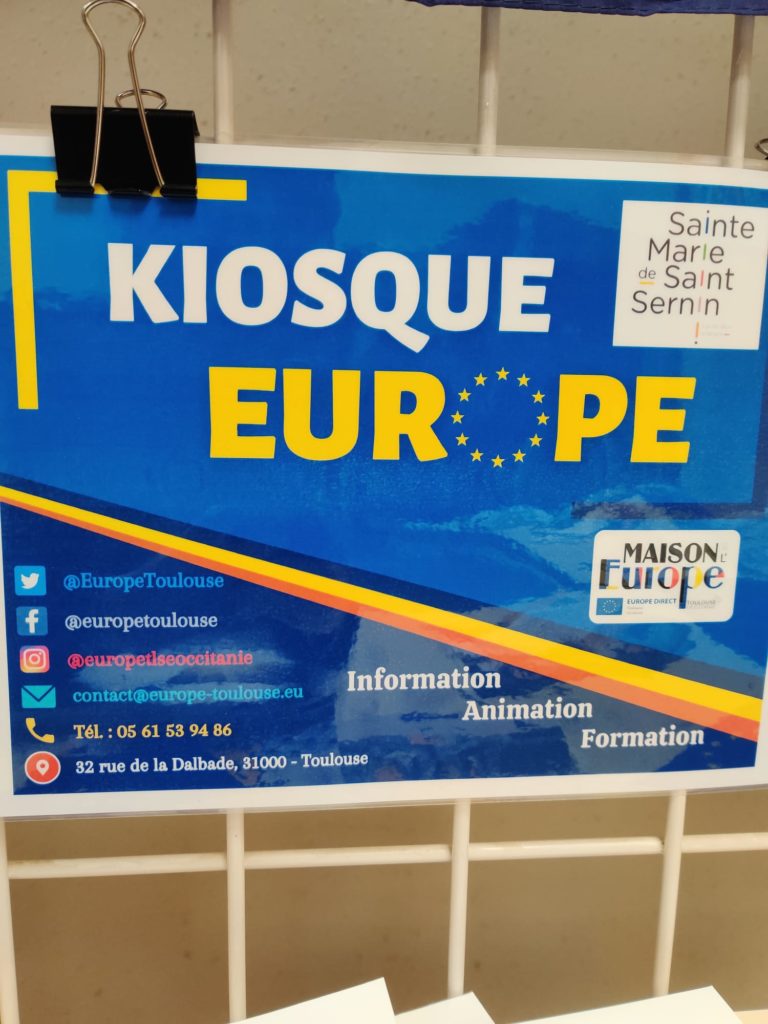 KIOSQUE
EUROPE
Sainte
Marie
de Saint
Sernin
MAISON
L'
Europe
EUROPE DIRECT
TOULOUSE
@EuropeToulouse
@europetoulouse
@europetlseoccitanie
contact@europe-toulouse.eu
Tél. : 05 61 53 94 86
32 rue de la Dalbade, 31000 - Toulouse
Information
Animation
Formation